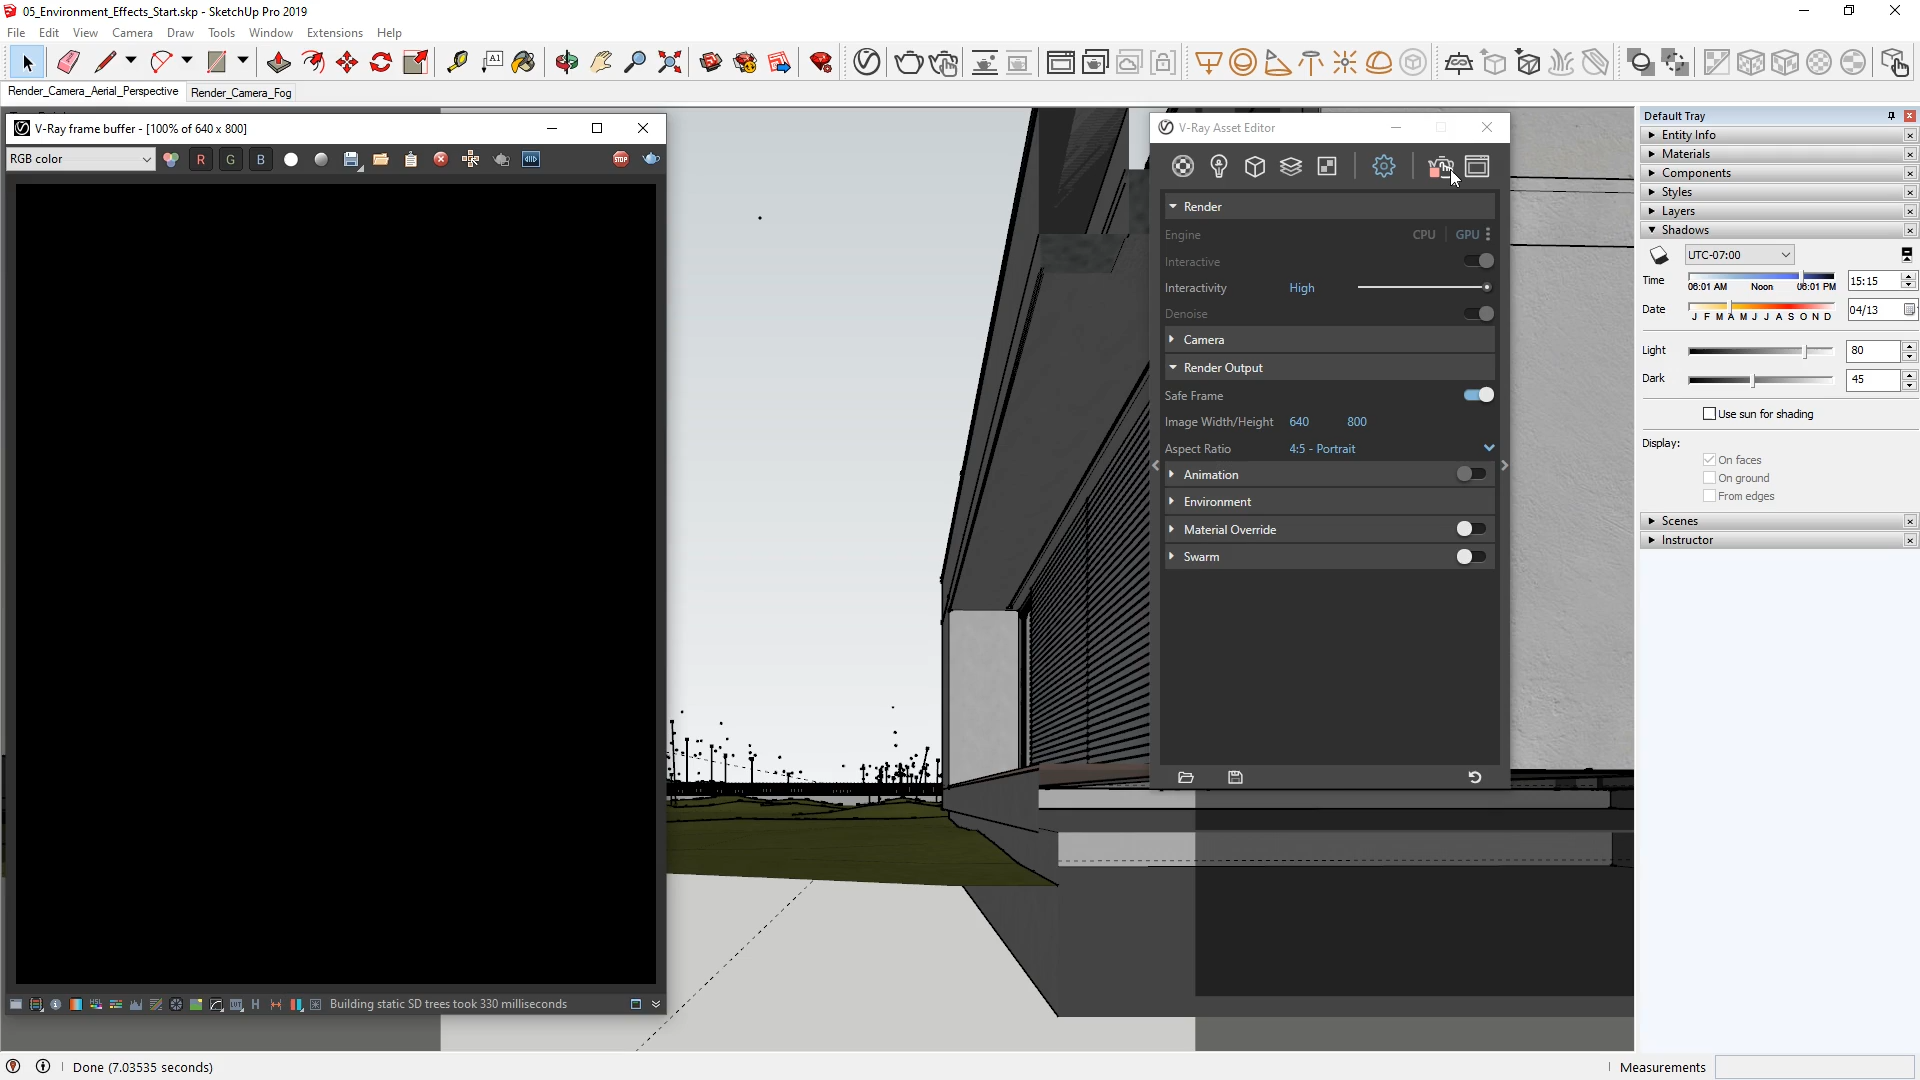 05_Environment_Effects_Start.skp - SketchUp Pro 2019
File Edit View Camera Draw Tools Window Extensions Help
A1
Render_Camera_Aerial_Perspective Render_Camera_Fog
V-Ray frame buffer - [100% of 640 x 800]
RGB color R G B STOP
Building static SD trees took 330 milliseconds
V-Ray Asset Editor
Render
Engine CPU GPU
Interactive
Interactivity High
Denoise
Camera
Render Output
Safe Frame
Image Width/Height 640 800
Aspect Ratio 4:5 - Portrait
Animation
Environment
Material Override
Swarm
Default Tray
Entity Info
Materials
Components
Styles
Layers
Shadows
UTC-07:00
Time 06:01 AM Noon 06:01 PM 15:15
Date J F M A M J J A S O N D 04/13
Light 80
Dark 45
Use sun for shading
Display:
On faces
On ground
From edges
Scenes
Instructor
Done (7.03535 seconds)
Measurements